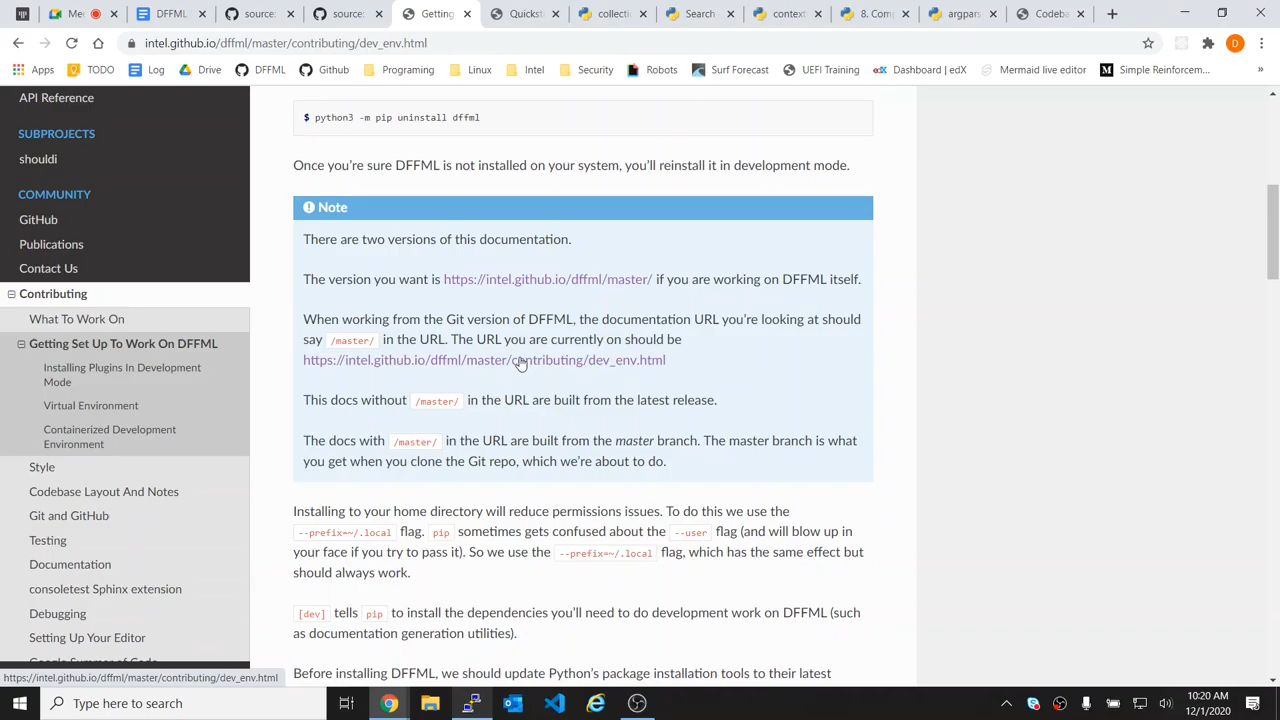 Mee
DFFML
source:
source:
Getting
Quickst
collecti
Search
context
8. Comp
argpars
Codeba
intel.github.io/dffml/master/contributing/dev_env.html
D
Apps
TODO
Log
Drive
DFFML
Github
Programing
Linux
Intel
Security
Robots
Surf Forecast
UEFI Training
Dashboard | edX
Mermaid live editor
Simple Reinforcem...
»
API Reference
SUBPROJECTS
shouldi
COMMUNITY
GitHub
Publications
Contact Us
Contributing
What To Work On
Getting Set Up To Work On DFFML
Installing Plugins In Development
Mode
Virtual Environment
Containerized Development
Environment
Style
Codebase Layout And Notes
Git and GitHub
Testing
Documentation
consoletest Sphinx extension
Debugging
Setting Up Your Editor
Google Summer of Code
$ python3 -m pip uninstall dffml
Once you're sure DFFML is not installed on your system, you'll reinstall it in development mode.
Note
There are two versions of this documentation.
The version you want is https://intel.github.io/dffml/master/ if you are working on DFFML itself.
When working from the Git version of DFFML, the documentation URL you're looking at should
say /master/ in the URL. The URL you are currently on should be
https://intel.github.io/dffml/master/contributing/dev_env.html
This docs without /master/ in the URL are built from the latest release.
The docs with /master/ in the URL are built from the master branch. The master branch is what
you get when you clone the Git repo, which we're about to do.
Installing to your home directory will reduce permissions issues. To do this we use the
--prefix=~/.local flag. pip sometimes gets confused about the --user flag (and will blow up in
your face if you try to pass it). So we use the --prefix=~/.local flag, which has the same effect but
should always work.
[dev] tells pip to install the dependencies you'll need to do development work on DFFML (such
as documentation generation utilities).
Before installing DFFML, we should update Python's package installation tools to their latest
https://intel.github.io/dffml/master/contributing/dev_env.html
Type here to search
10:20 AM
12/1/2020